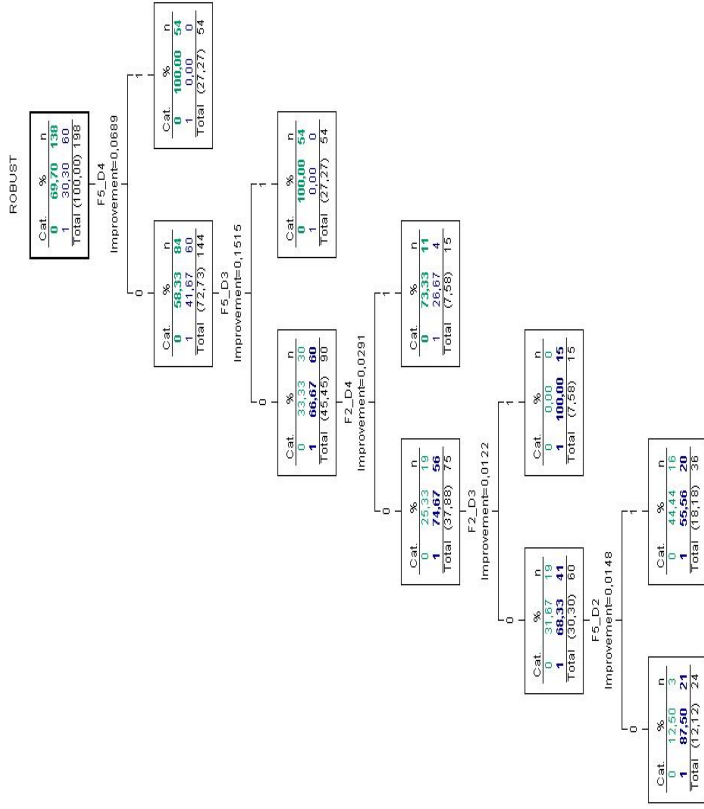 ROBUST
Cat. % n
0 69,70 138
1 30,30 60
Total (100,00) 198
F5_D4
Improvement=0,0689
0
1
Cat. % n
0 58,33 84
1 41,67 60
Total (72,73) 144
Cat. % n
0 100,00 54
1 0,00 0
Total (27,27) 54
F5_D3
Improvement=0,1515
0
1
Cat. % n
0 33,33 30
1 66,67 60
Total (45,45) 90
Cat. % n
0 100,00 54
1 0,00 0
Total (27,27) 54
F2_D4
Improvement=0,0291
0
1
Cat. % n
0 25,33 19
1 74,67 56
Total (37,88) 75
Cat. % n
0 73,33 11
1 26,67 4
Total (7,58) 15
F2_D3
Improvement=0,0122
0
1
Cat. % n
0 31,67 19
1 68,33 41
Total (30,30) 60
Cat. % n
0 0,00 0
1 100,00 15
Total (7,58) 15
F5_D2
Improvement=0,0148
0
1
Cat. % n
0 12,50 3
1 87,50 21
Total (12,12) 24
Cat. % n
0 44,44 16
1 55,56 20
Total (18,18) 36